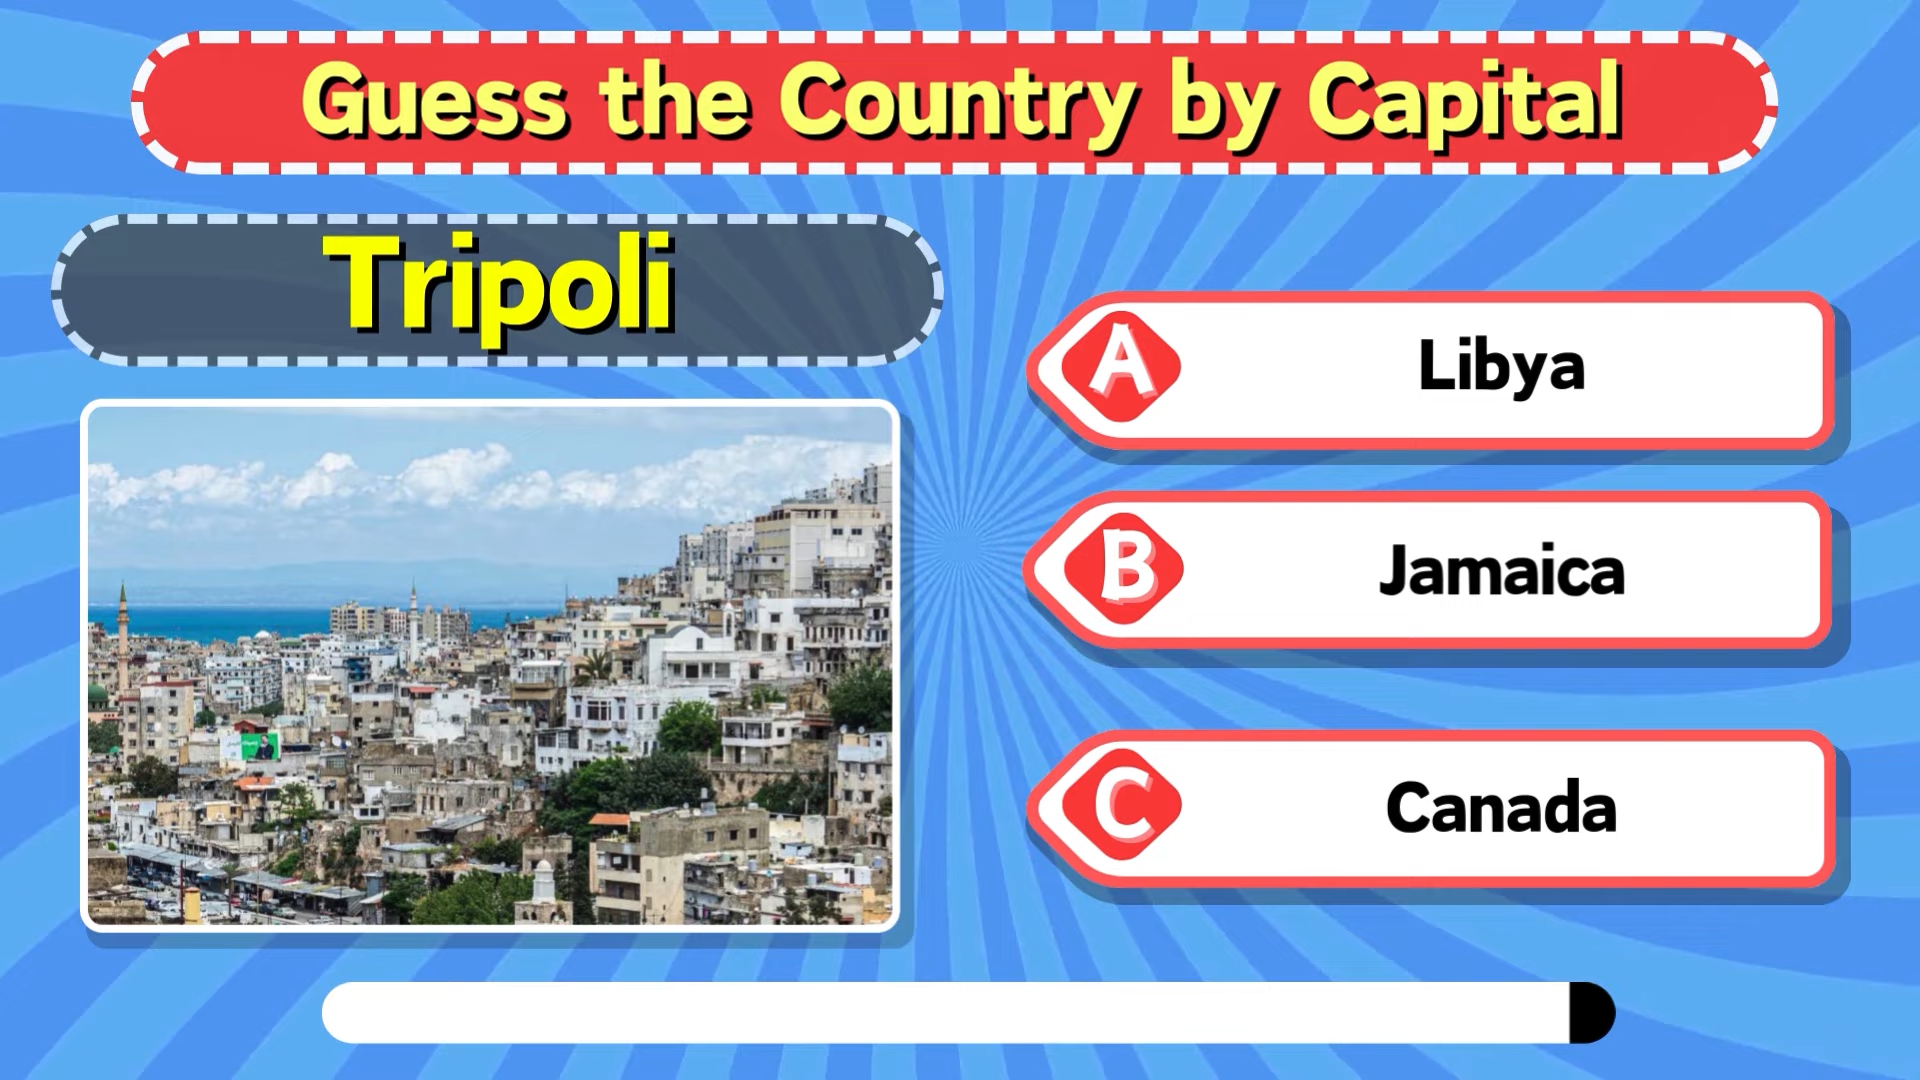 Guess the Country by Capital
Tripoli
A
Libya
B
Jamaica
C
Canada